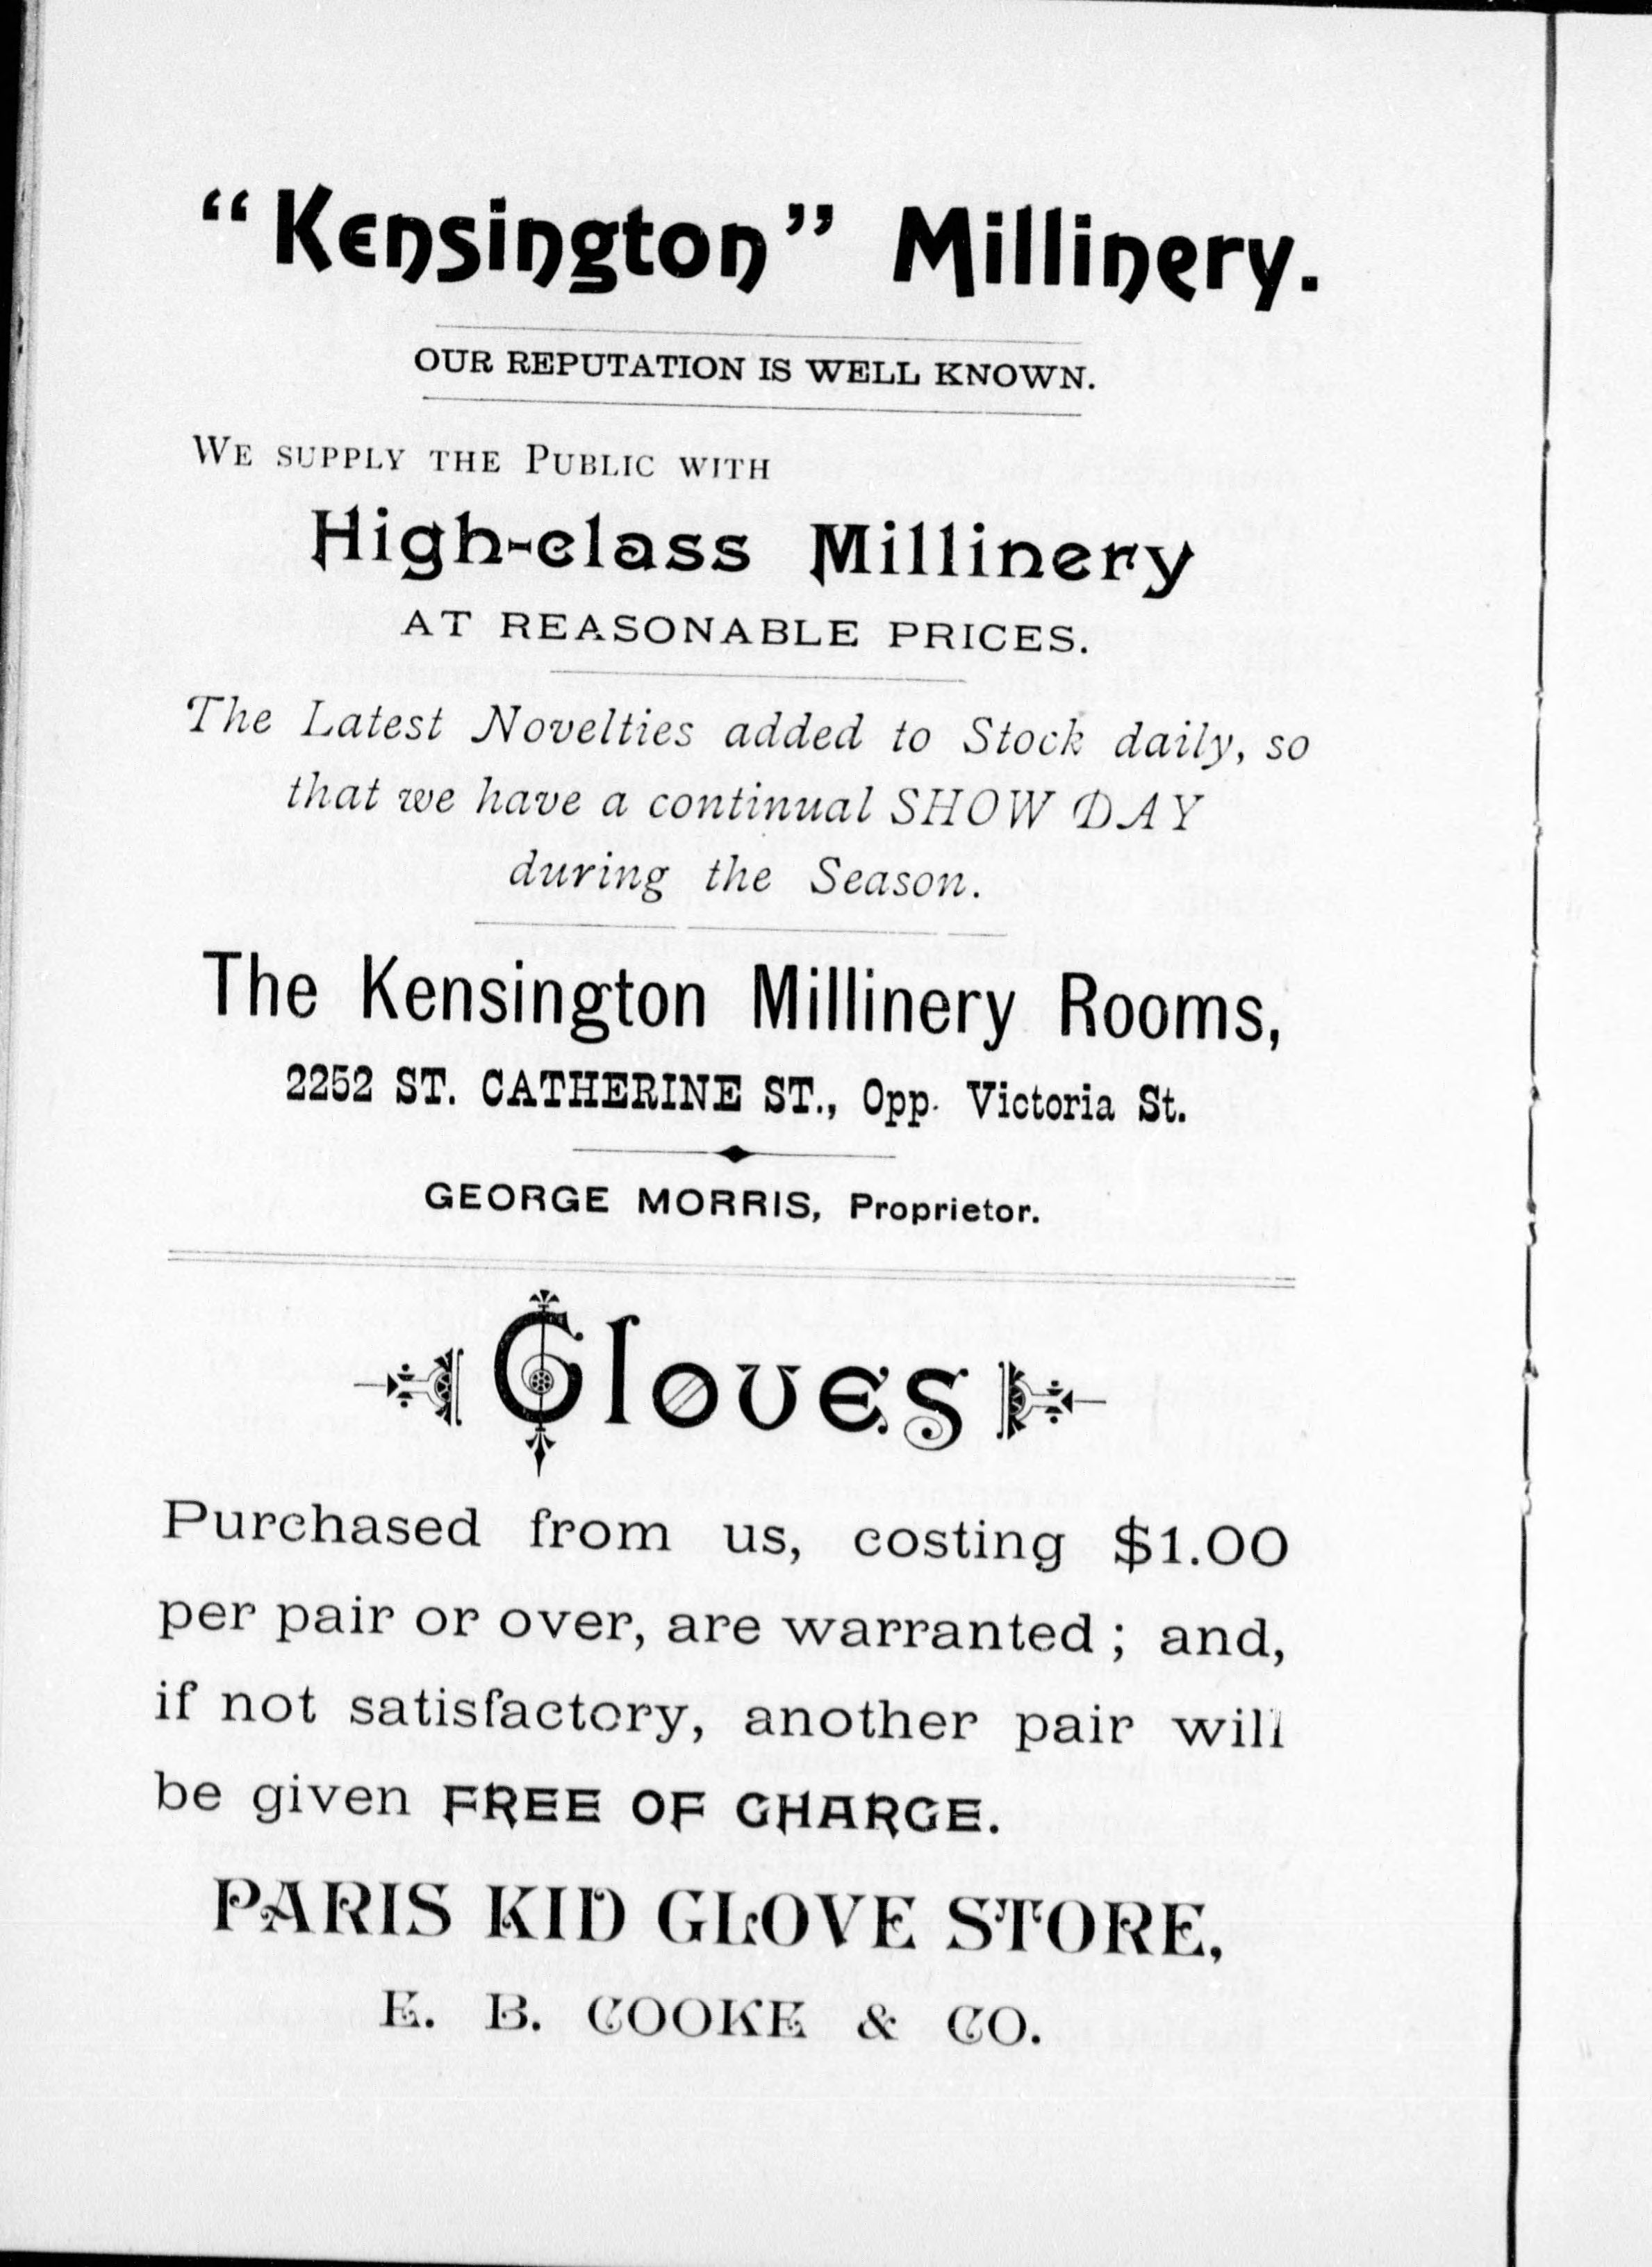 “Kensington” Millinery.
OUR REPUTATION IS WELL KNOWN.
WE SUPPLY THE PUBLIC WITH
High-class Millinery
AT REASONABLE PRICES.
The Latest Novelties added to Stock daily, so
that we have a continual SHOW DAY
during the Season.
The Kensington Millinery Rooms,
2252 ST. CATHERINE ST., Opp. Victoria St.
GEORGE MORRIS, Proprietor.
Gloves
Purchased from us, costing $1.00
per pair or over, are warranted ; and,
if not satisfactory, another pair will
be given FREE OF CHARGE.
PARIS KID GLOVE STORE,
E. B. COOKE & CO.